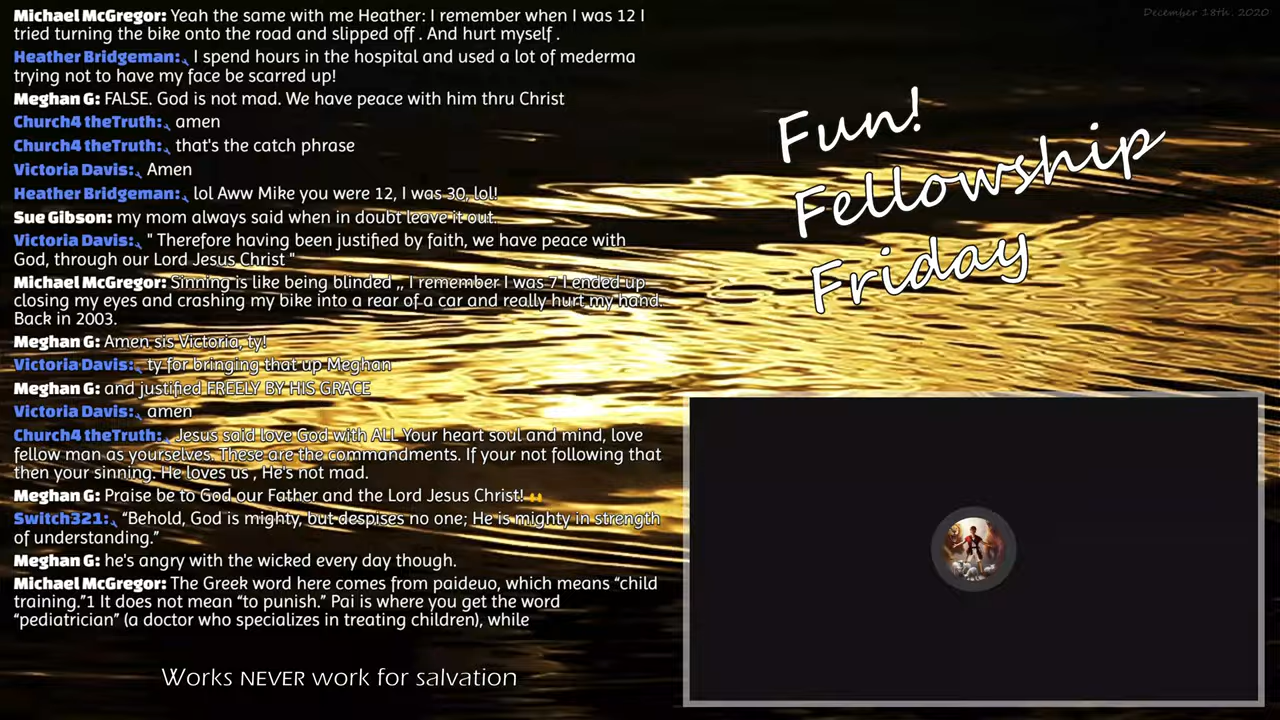 Michael McGregor: Yeah the same with me Heather: I remember when I was 12 I
tried turning the bike onto the road and slipped off . And hurt myself .
Heather Bridgeman: I spend hours in the hospital and used a lot of mederma
trying not to have my face be scarred up!
Meghan G: FALSE. God is not mad. We have peace with him thru Christ
Church4 theTruth: amen
Church4 theTruth: that's the catch phrase
Victoria Davis: Amen
Heather Bridgeman: lol Aww Mike you were 12, I was 30, lol!
Sue Gibson: my mom always said when in doubt leave it out.
Victoria Davis: " Therefore having been justified by faith, we have peace with
God, through our Lord Jesus Christ "
Michael McGregor: Sinning is like being blinded ,, I remember I was 7 I ended up
closing my eyes and crashing my bike into a rear of a car and really hurt my hand.
Back in 2003.
Meghan G: Amen sis Victoria, ty!
Victoria Davis: ty for bringing that up Meghan
Meghan G: and justified FREELY BY HIS GRACE
Victoria Davis: amen
Church4 theTruth: Jesus said love God with ALL Your heart soul and mind, love
fellow man as yourselves. These are the commandments. If your not following that
then your sinning. He loves us , He's not mad.
Meghan G: Praise be to God our Father and the Lord Jesus Christ! 🙌
Switch321: “Behold, God is mighty, but despises no one; He is mighty in strength
of understanding.”
Meghan G: he's angry with the wicked every day though.
Michael McGregor: The Greek word here comes from paideuo, which means “child
training.”1 It does not mean “to punish.” Pai is where you get the word
“pediatrician” (a doctor who specializes in treating children), while
Works NEVER work for salvation
December 18th, 2020
Fun!
Fellowship
Friday